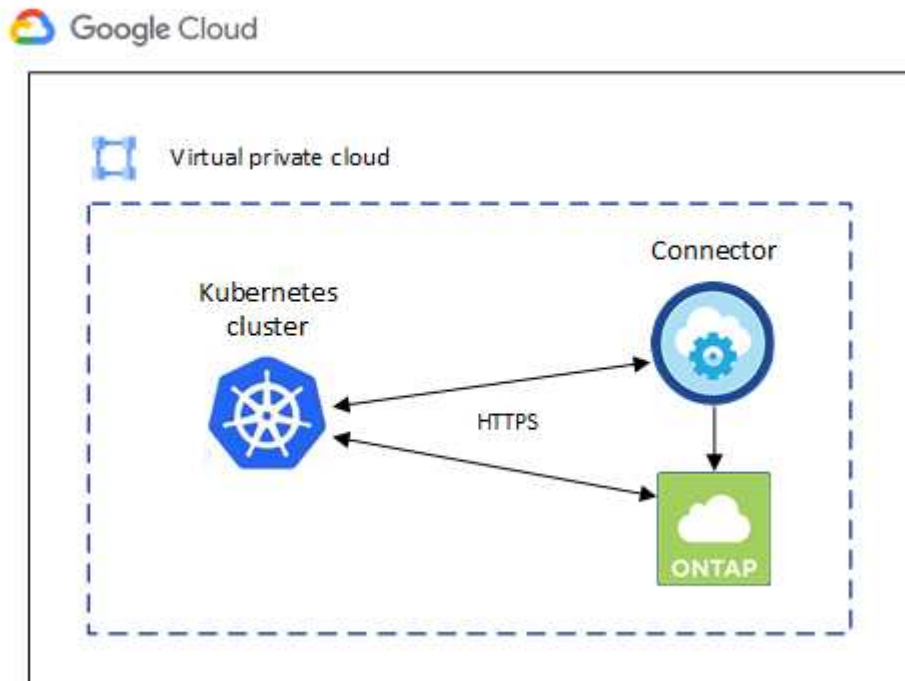 Google Cloud
Virtual private cloud
Connector
Kubernetes
cluster
HTTPS
ONTAP